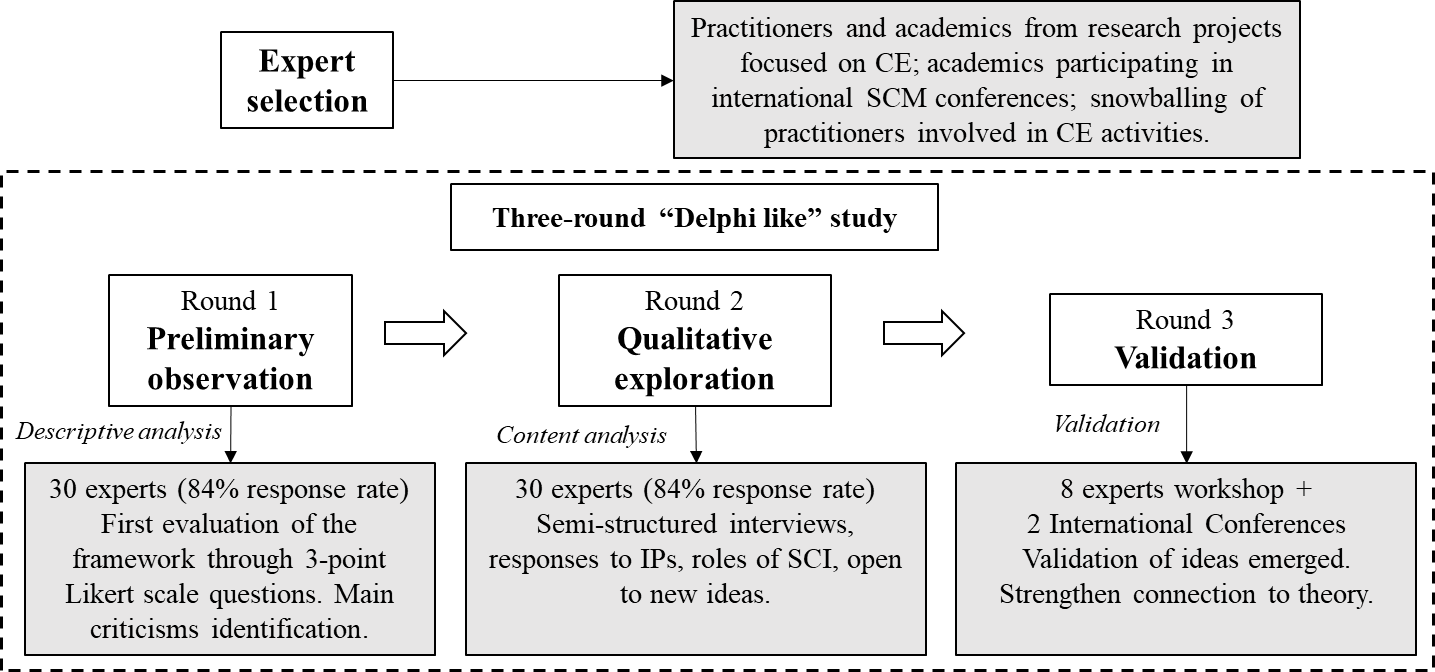 Expert
selection
Practitioners and academics from research projects
focused on CE; academics participating in
international SCM conferences; snowballing of
practitioners involved in CE activities.
Three-round “Delphi like” study
Round 1
Preliminary
observation
Round 2
Qualitative
exploration
Round 3
Validation
Descriptive analysis
Content analysis
Validation
30 experts (84% response rate)
First evaluation of the
framework through 3-point
Likert scale questions. Main
criticisms identification.
30 experts (84% response rate)
Semi-structured interviews,
responses to IPs, roles of SCI, open
to new ideas.
8 experts workshop +
2 International Conferences
Validation of ideas emerged.
Strengthen connection to theory.